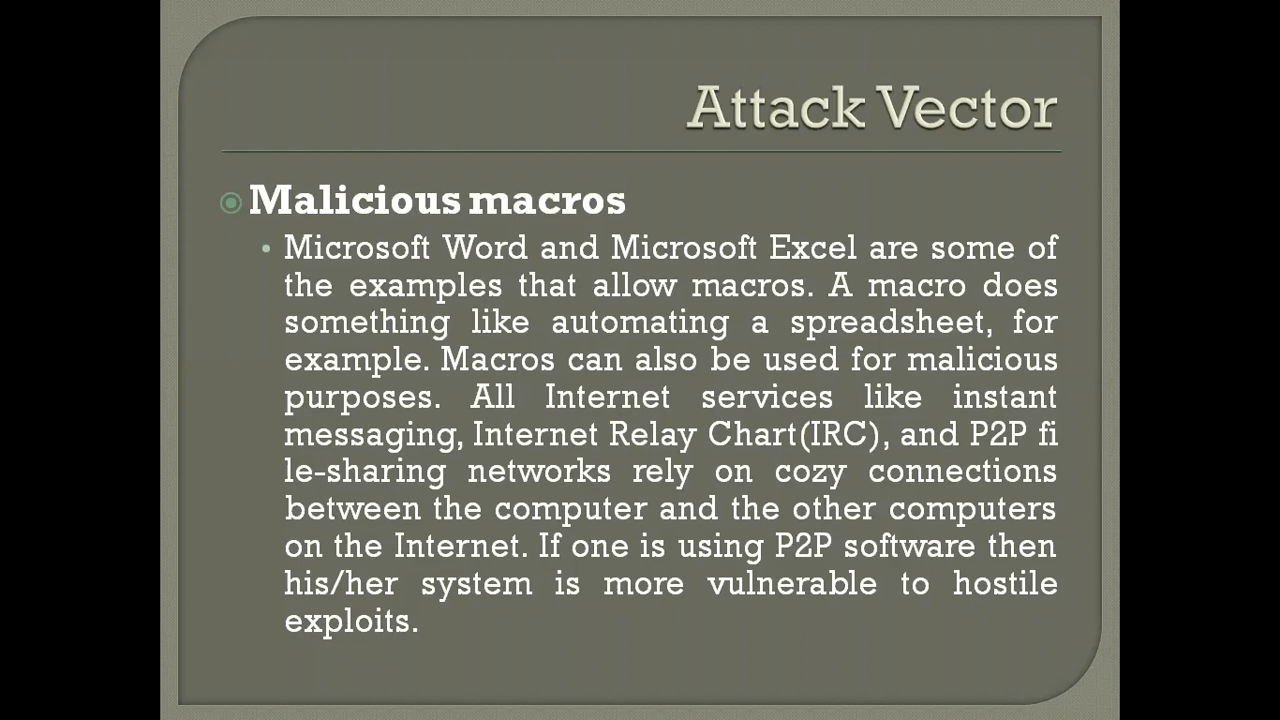 Attack Vector
Malicious macros
• Microsoft Word and Microsoft Excel are some of
the examples that allow macros. A macro does
something like automating a spreadsheet, for
example. Macros can also be used for malicious
purposes. All Internet services like instant
messaging, Internet Relay Chart(IRC), and P2P fi
le-sharing networks rely on cozy connections
between the computer and the other computers
on the Internet. If one is using P2P software then
his/her system is more vulnerable to hostile
exploits.